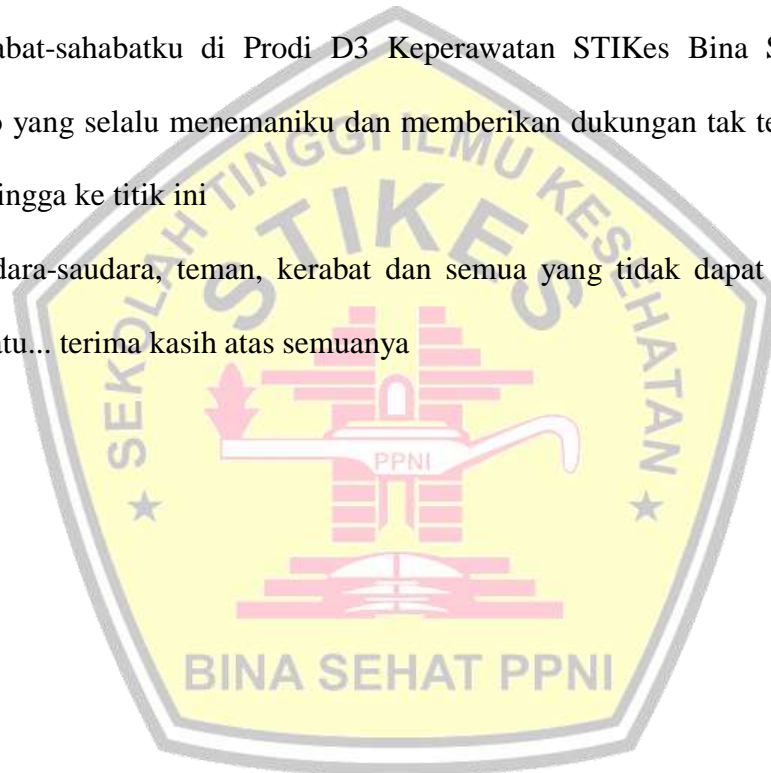 abat-sahabatku di Prodi D3 Keperawatan STIKes Bina S
yang selalu menemaniku dan memberikan dukungan tak te
ingga ke titik ini
dara-saudara, teman, kerabat dan semua yang tidak dapat
atu... terima kasih atas semuanya
SEKOLAH TINGGI ILMU KESEHATAN
STIKES
PPNI
BINA SEHAT PPNI